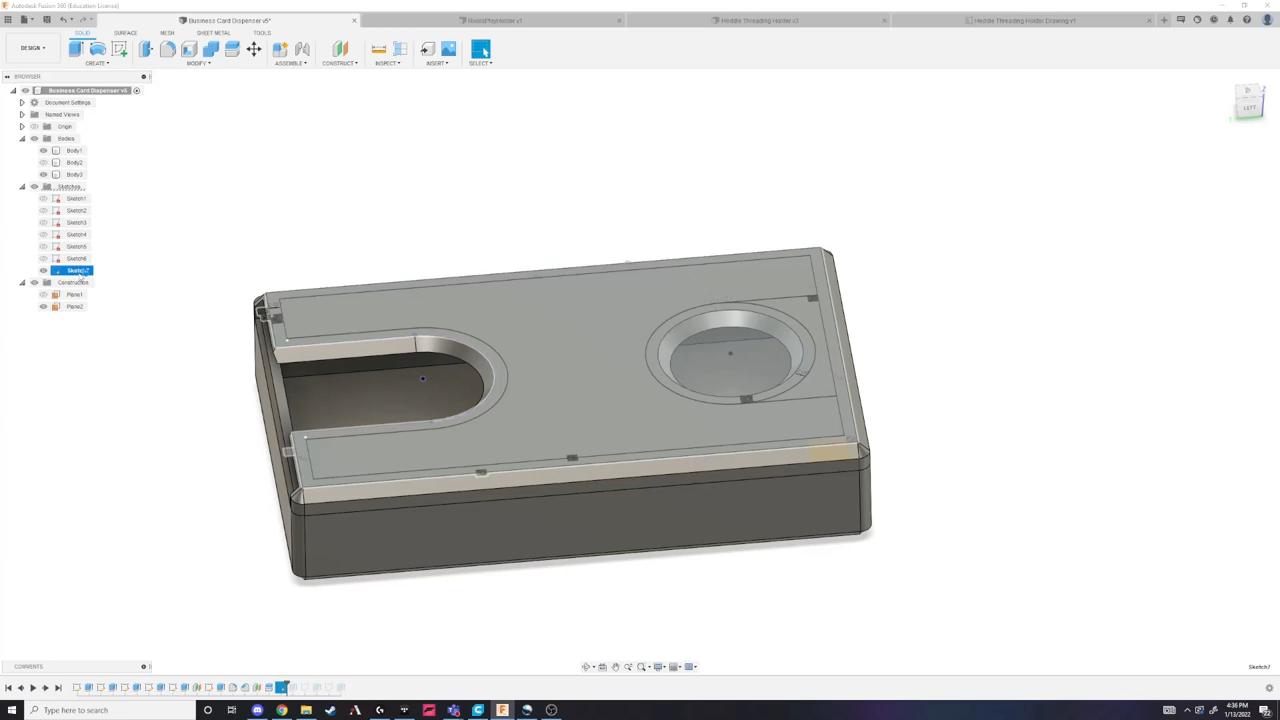 Autodesk Fusion 360 (Education License)
Business Card Dispenser v5*
Heddle Threading Holder v3
Heddle Threading Holder Drawing v1
SOLID
SURFACE
MESH
SHEET METAL
TOOLS
DESIGN
CREATE
MODIFY
ASSEMBLE
CONSTRUCT
INSPECT
INSERT
SELECT
BROWSER
Business Card Dispenser v5
Document Settings
Named Views
Origin
Bodies
Body1
Body2
Body3
Sketches
Sketch1
Sketch2
Sketch3
Sketch4
Sketch5
Sketch6
Sketch7
Construction
Plane1
Plane2
LEFT
COMMENTS
Sketch7
Type here to search
4:36 PM
1/13/2022